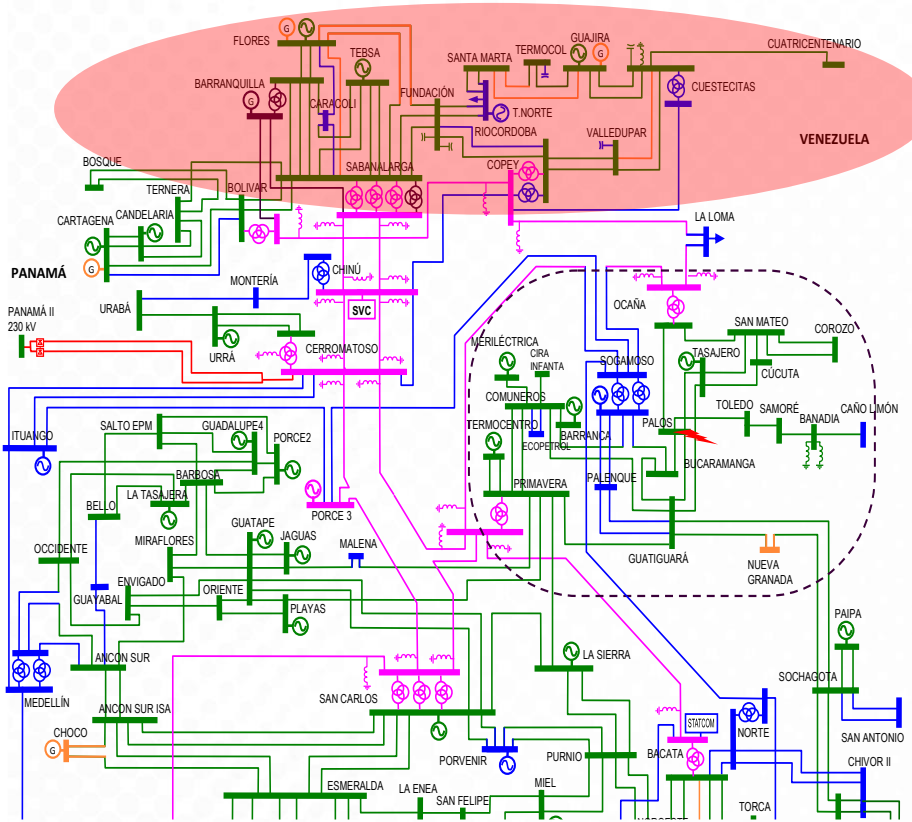 G
FLORES
TEBSA
SANTA MARTA
TERMOCOL
GUAJIRA
G
CUATRICENTENARIO
BARRANQUILLA
G
CARACOLI
FUNDACIÓN
T.NORTE
CUESTECITAS
RIOCORDOBA
VALLEDUPAR
VENEZUELA
BOSQUE
TERNERA
BOLIVAR
SABANALARGA
COPEY
CARTAGENA
CANDELARIA
G
LA LOMA
PANAMÁ
MONTERÍA
CHINÚ
PANAMÁ II
230 kV
URABÁ
SVC
OCAÑA
SAN MATEO
COROZO
URRÁ
CERROMATOSO
MERILÉCTRICA
CIRA
INFANTA
SOGAMOSO
TASAJERO
CÚCUTA
COMUNEROS
ITUANGO
SALTO EPM
GUADALUPE4
PORCE2
TERMOCENTRO
ECOPETROL
BARRANCA
PALOS
TOLEDO
SAMORÉ
BANADIA
CAÑO LIMÓN
BUCARAMANGA
BARBOSA
LA TASAJERA
BELLO
PRIMAVERA
PALENQUE
PORCE 3
MIRAFLORES
GUATAPE
JAGUAS
MALENA
OCCIDENTE
GUATIGUARÁ
NUEVA
GRANADA
ENVIGADO
GUAYABAL
ORIENTE
PLAYAS
PAIPA
ANCON SUR
LA SIERRA
SOCHAGOTA
MEDELLÍN
SAN CARLOS
ANCON SUR ISA
STATCOM
NORTE
SAN ANTONIO
CHOCO
G
PORVENIR
PURNIO
BACATA
CHIVOR II
ESMERALDA
LA ENEA
SAN FELIPE
MIEL
TORCA
NOROESTE